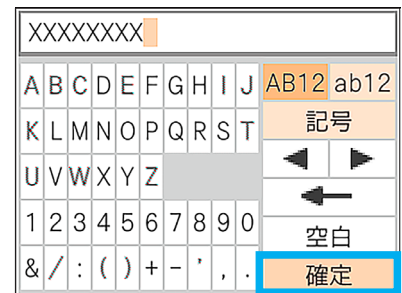 XXXXXXXX
A B C D E F G H I J AB12 ab12
K L M N O P Q R S T 記号
U V W X Y Z
1 2 3 4 5 6 7 8 9 0 空白
& / : ( ) + - ' , . 確定